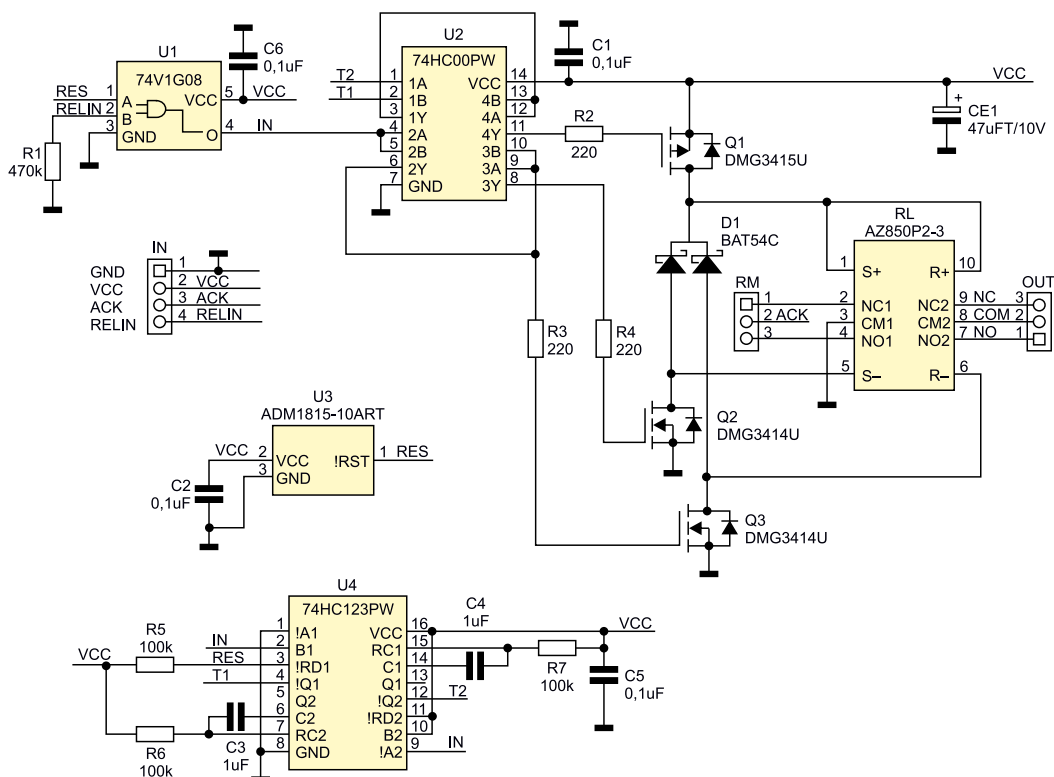 U1
74V1G08
RES 1 A VCC 5 VCC
RELIN 2 B
3 GND O 4 IN
R1
470k
C6
0,1uF
U2
74HC00PW
T2 1 1A VCC 14
T1 2 1B 4B 13
3 1Y 4A 12
4 2A 4Y 11
5 2B 3B 10
6 2Y 3A 9
7 GND 3Y 8
C1
0,1uF
VCC
+
CE1
47uFT/10V
R2
220
Q1
DMG3415U
D1
BAT54C
RL
AZ850P2-3
1 S+ R+ 10
2 NC1 NC2 9 NC 3
3 CM1 CM2 8 COM 2
4 NO1 NO2 7 NO 1
5 S– R– 6
RM
1
2 ACK
3
OUT
IN
GND 1
VCC 2 VCC
ACK 3 ACK
RELIN 4 RELIN
R3
220
R4
220
Q2
DMG3414U
Q3
DMG3414U
U3
ADM1815-10ART
VCC 2 VCC !RST 1 RES
3 GND
C2
0,1uF
U4
74HC123PW
1 !A1 VCC 16
IN 2 B1 RC1 15
RES 3 !RD1 C1 14
T1 4 !Q1 Q1 13
5 Q2 !Q2 12 T2
6 C2 !RD2 11
7 RC2 B2 10
8 GND !A2 9 IN
VCC
R5
100k
R6
100k
C3
1uF
C4
1uF
R7
100k
VCC
C5
0,1uF